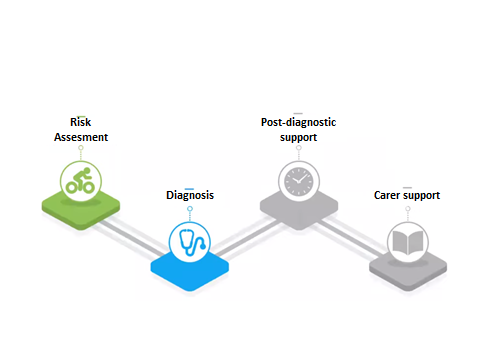 Risk
Assesment
Diagnosis
Post-diagnostic
support
Carer support